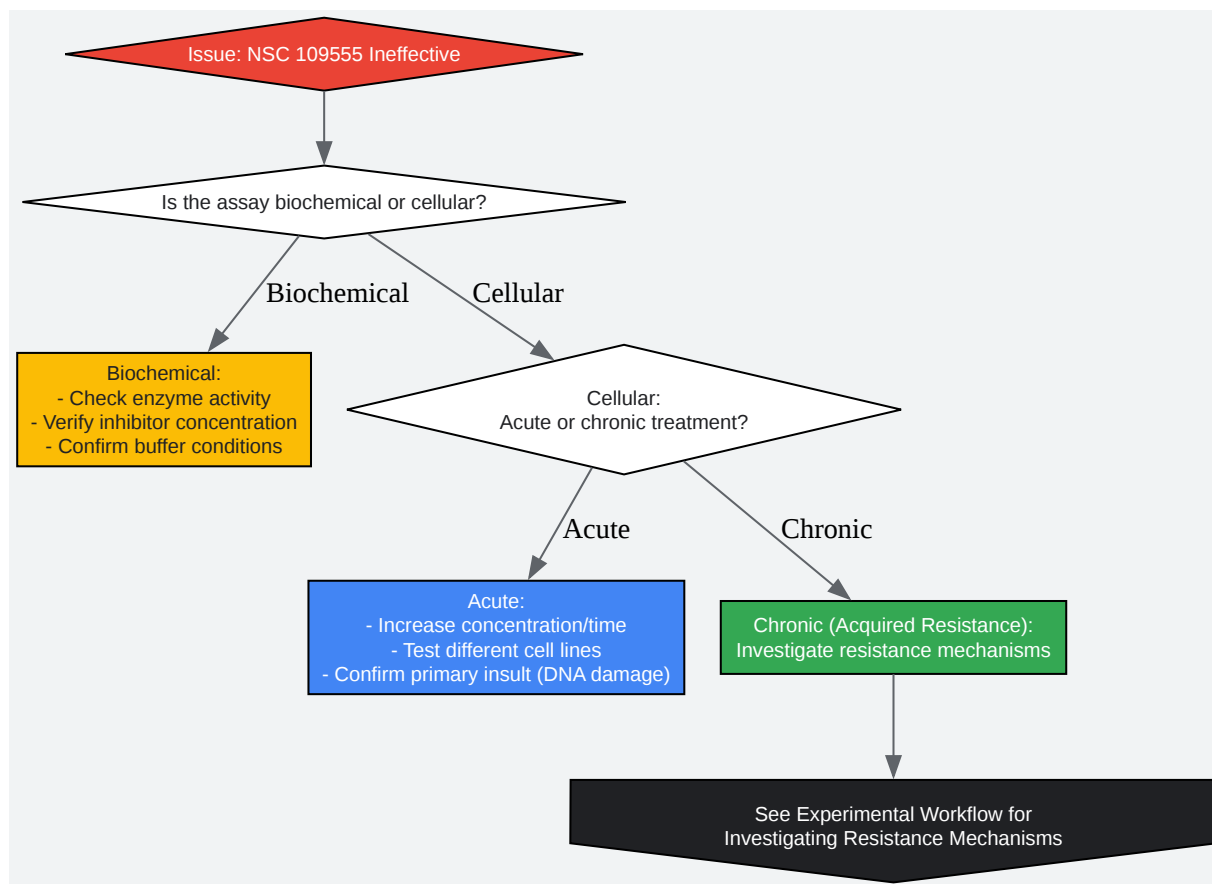 Issue: NSC 109555 Ineffective
Is the assay biochemical or cellular?
Biochemical
Cellular
Biochemical:
- Check enzyme activity
- Verify inhibitor concentration
- Confirm buffer conditions
Cellular:
Acute or chronic treatment?
Acute
Chronic
Acute:
- Increase concentration/time
- Test different cell lines
- Confirm primary insult (DNA damage)
Chronic (Acquired Resistance):
Investigate resistance mechanisms
See Experimental Workflow for
Investigating Resistance Mechanisms